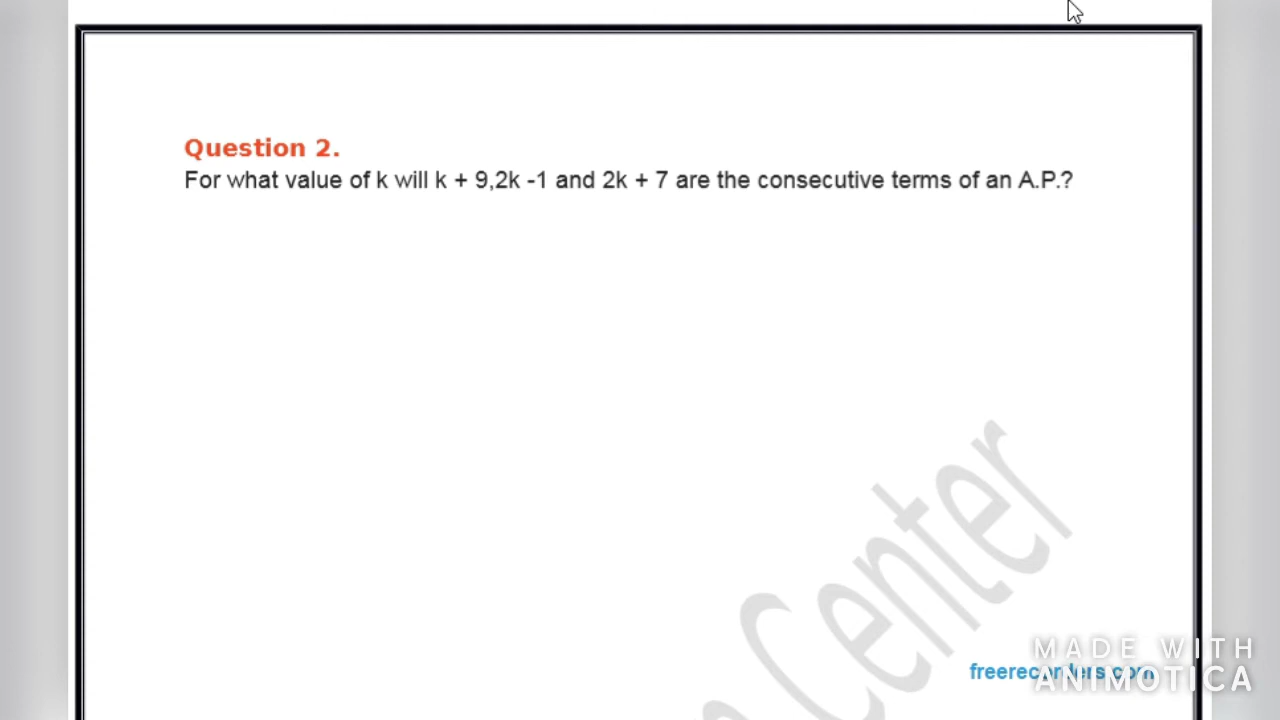 Question 2.
For what value of k will k + 9,2k -1 and 2k + 7 are the consecutive terms of an A.P.?
Center
MADE WITH
ANIMOTICA